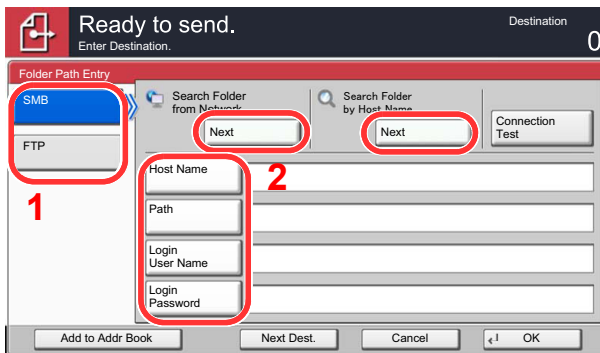 Ready to send.
Destination
Enter Destination.
0
Folder Path Entry
SMB
Search Folder
from Network
Next
Search Folder
by Host Name
Next
Connection
Test
FTP
1
2
Host Name
Path
Login
User Name
Login
Password
Add to Addr Book
Next Dest.
Cancel
OK